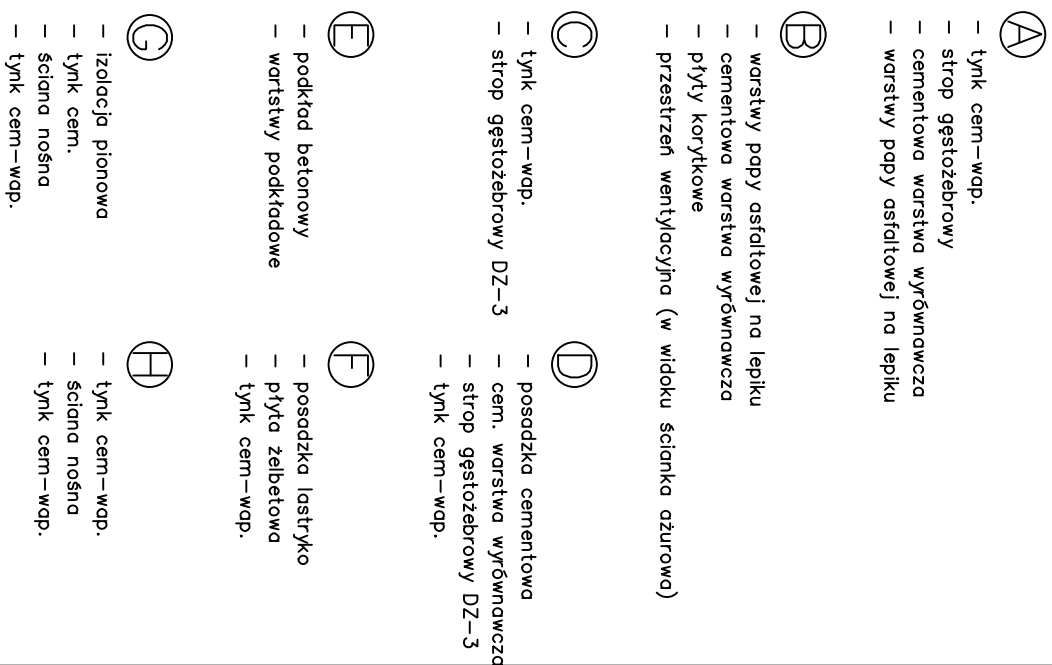 A
- tynk cem-wap.
- strop gęstożebrowy
- cementowa warstwa wyrównawcza
- warstwy papy asfaltowej na lepiku
B
- warstwy papy asfaltowej na lepiku
- cementowa warstwa wyrównawcza
- płyty korytkowe
- przestrzeń wentylacyjna (w widoku ścianka ażurowa)
C
- tynk cem-wap.
- strop gęstożebrowy DZ-3
D
- posadzka cementowa
- cem. warstwa wyrównawcza
- strop gęstożebrowy DZ-3
- tynk cem-wap.
E
- podkład betonowy
- wartstwy podkładowe
F
- posadzka lastryko
- płyta żelbetowa
- tynk cem-wap.
G
- izolacja pionowa
- tynk cem.
- ściana nośna
- tynk cem-wap.
H
- tynk cem-wap.
- ściana nośna
- tynk cem-wap.